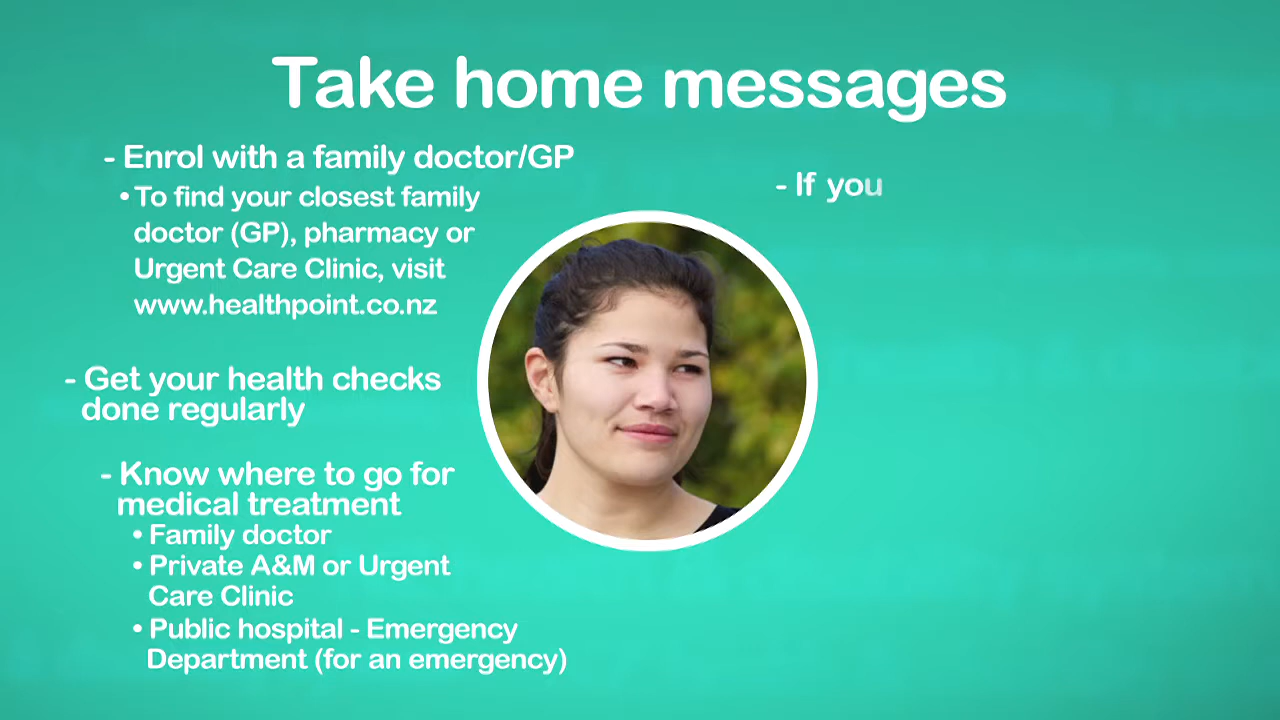 Take home messages
- Enrol with a family doctor/GP
• To find your closest family
doctor (GP), pharmacy or
Urgent Care Clinic, visit
www.healthpoint.co.nz
- Get your health checks
done regularly
- Know where to go for
medical treatment
• Family doctor
• Private A&M or Urgent
Care Clinic
• Public hospital - Emergency
Department (for an emergency)
- If you